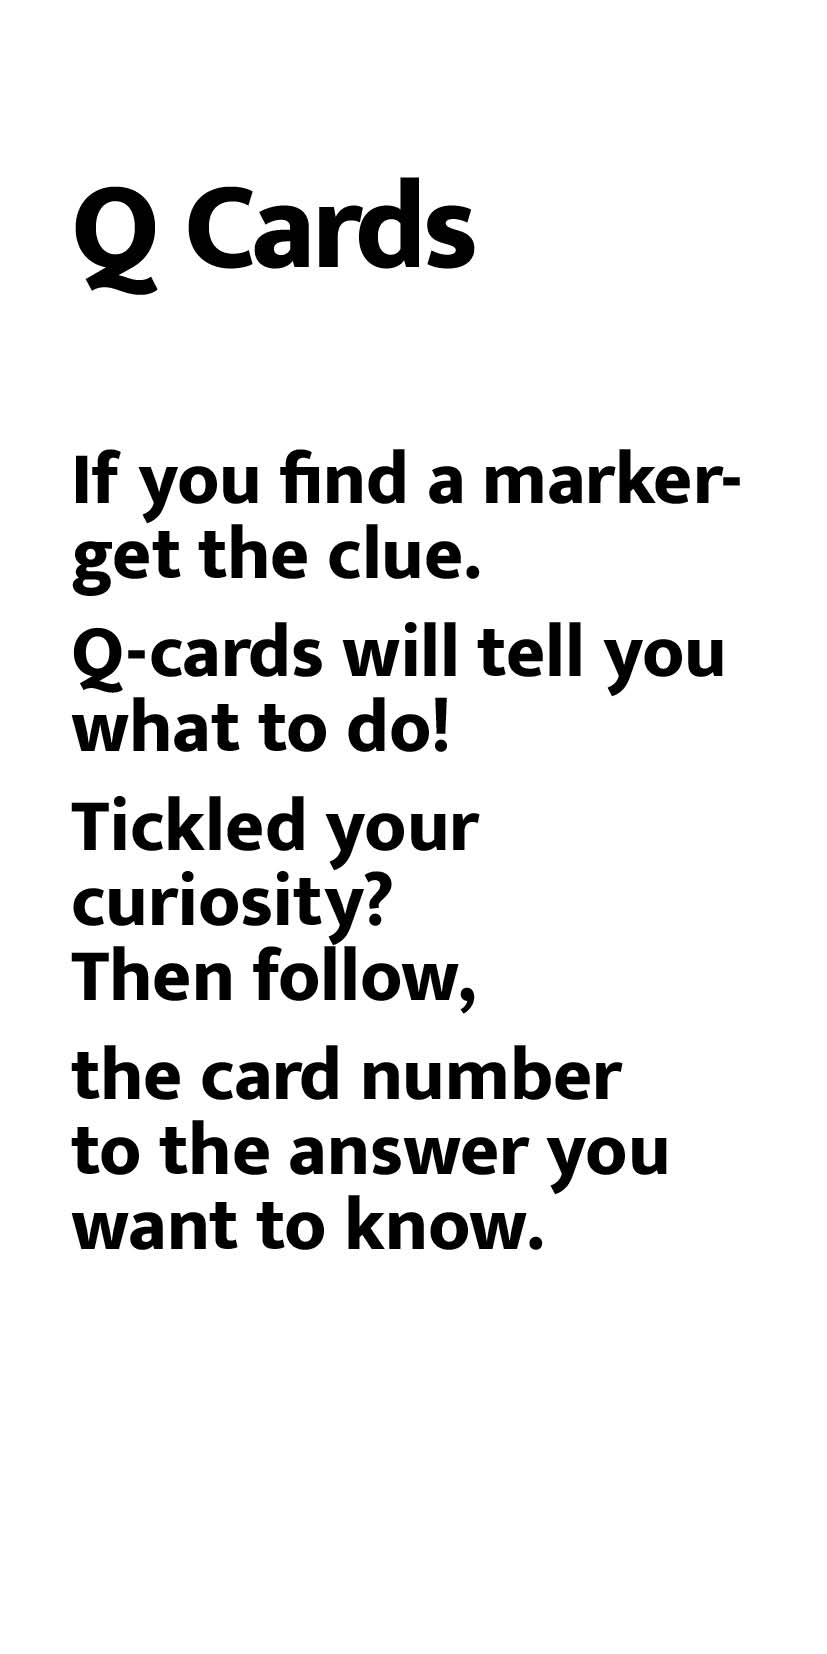 Q Cards
If you find a marker-
get the clue.
Q-cards will tell you
what to do!
Tickled your
curiosity?
Then follow,
the card number
to the answer you
want to know.